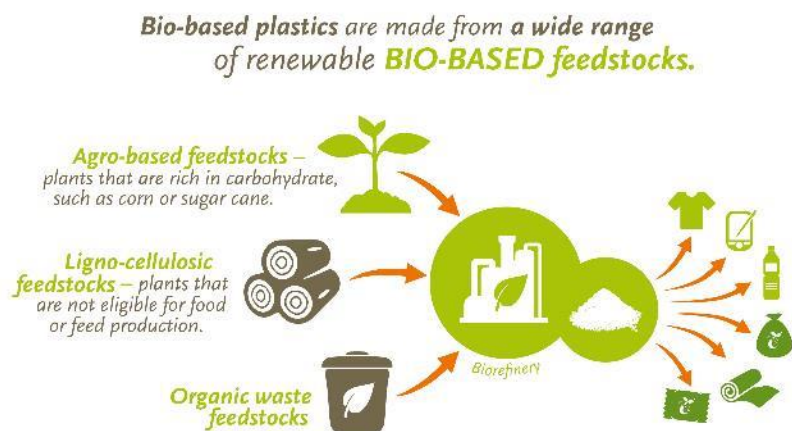 Bio-based plastics are made from a wide range
of renewable BIO-BASED feedstocks.
Agro-based feedstocks –
plants that are rich in carbohydrate,
such as corn or sugar cane.
Ligno-cellulosic
feedstocks – plants that
are not eligible for food
or feed production.
Organic waste
feedstocks
Biorefinery